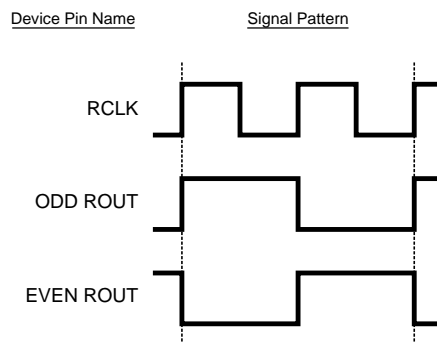 Device Pin Name Signal Pattern
RCLK
ODD ROUT
EVEN ROUT